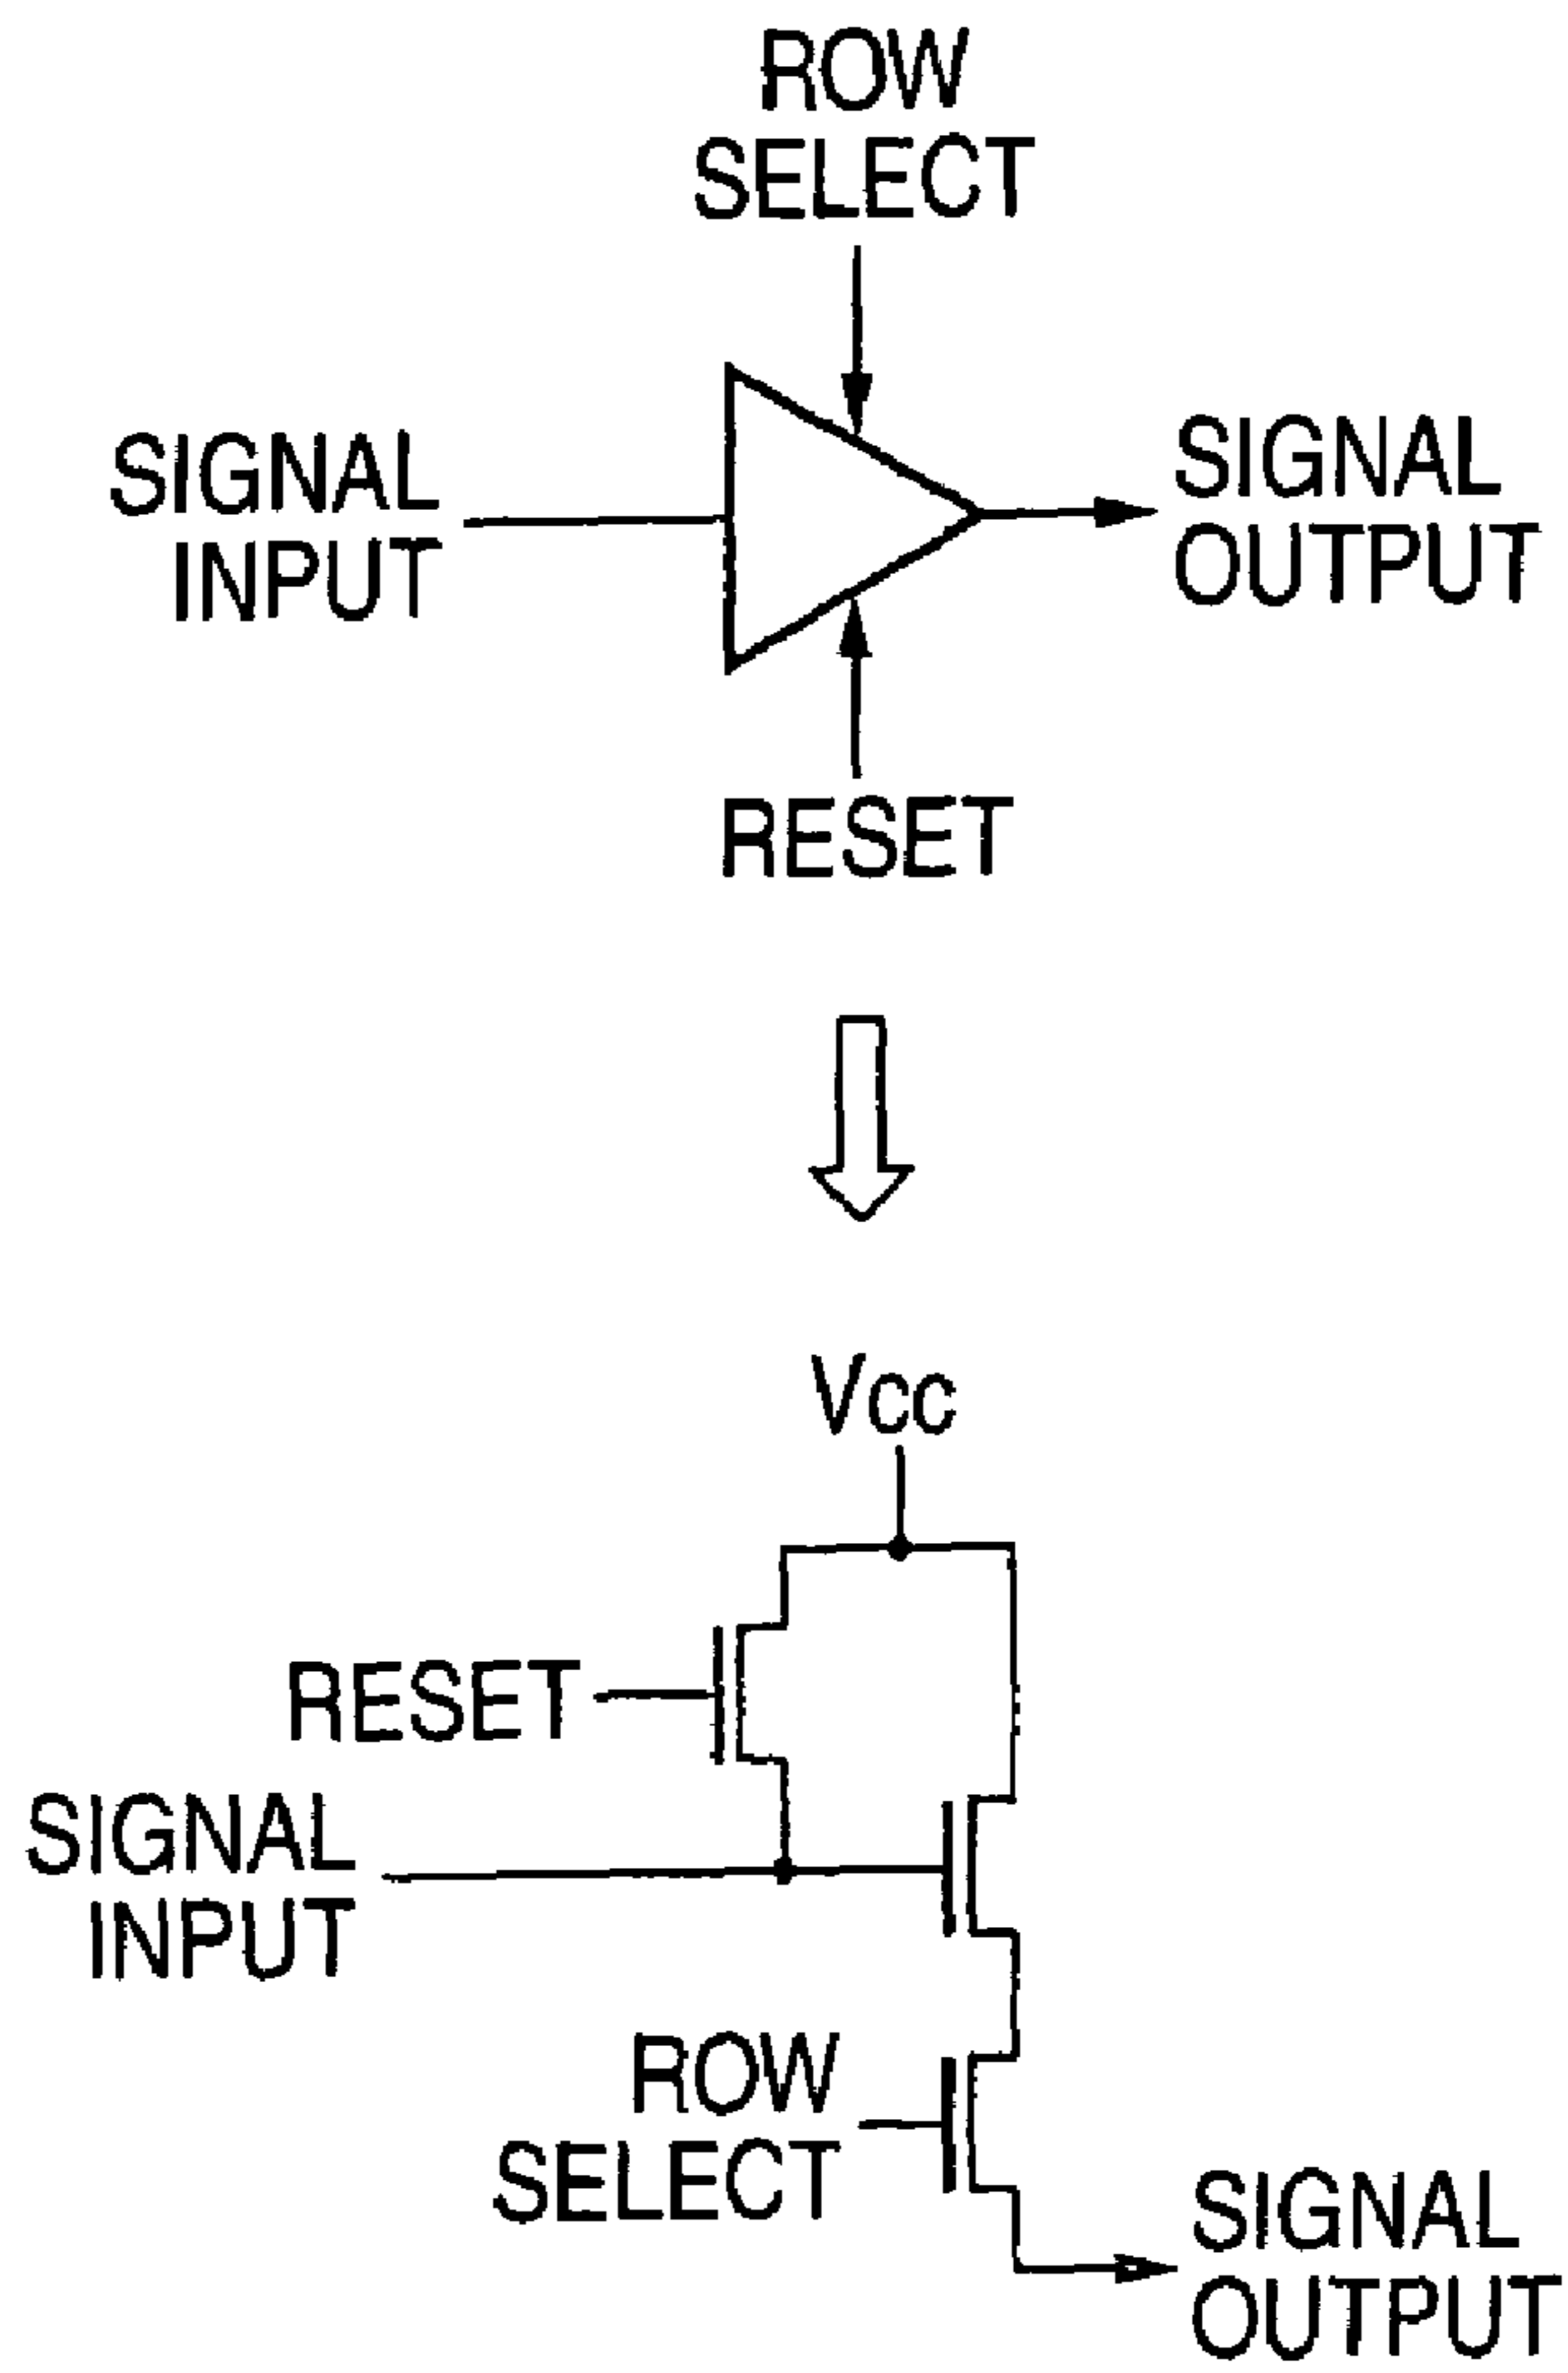 ROW
SELECT
SIGNAL
INPUT
SIGNAL
OUTPUT
RESET
Vcc
RESET
SIGNAL
INPUT
ROW
SELECT
SIGNAL
OUTPUT